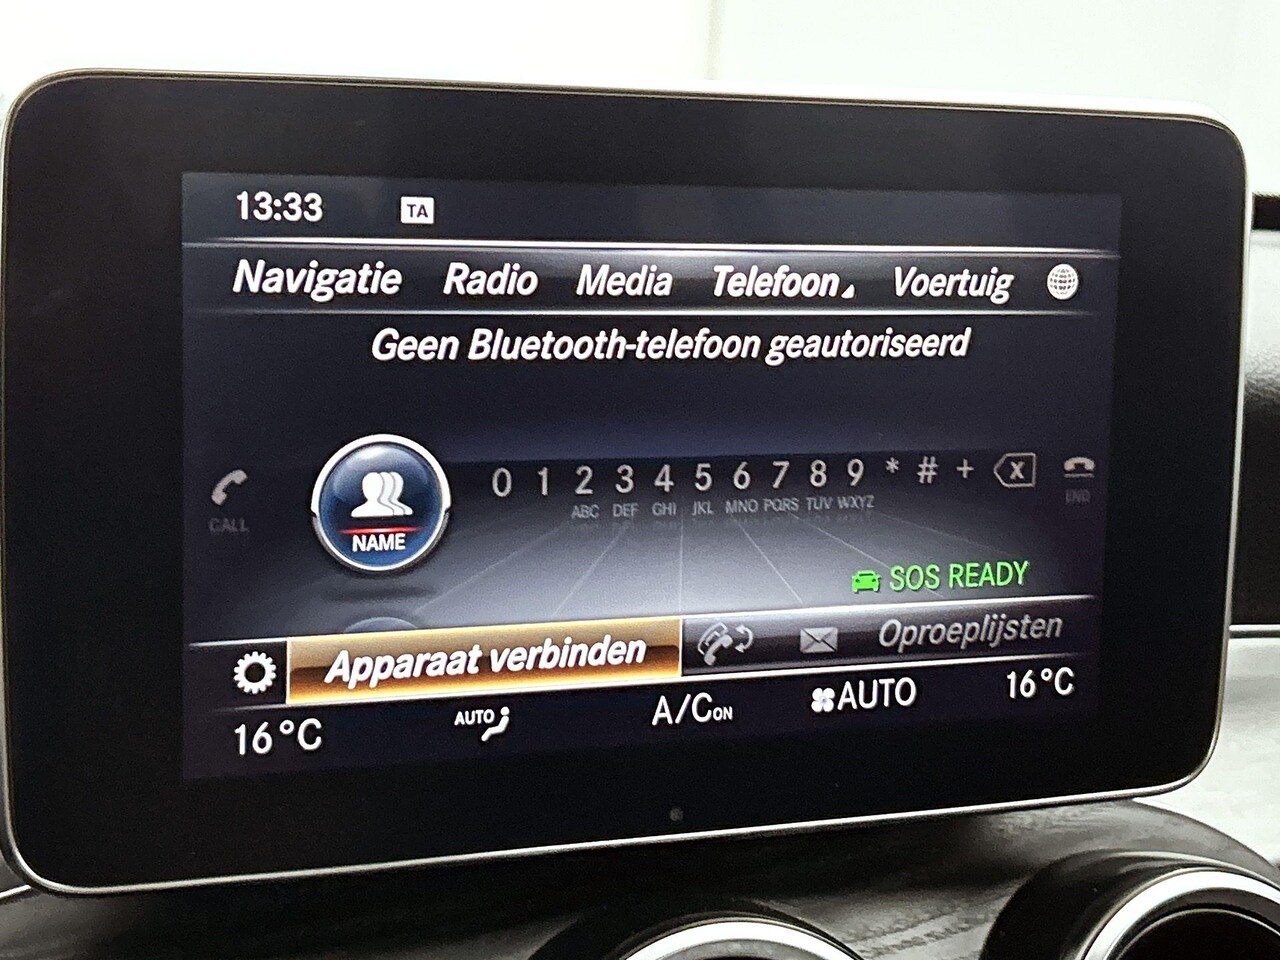 13:33 TA
Navigatie Radio Media Telefoon Voertuig
Geen Bluetooth-telefoon geautoriseerd
0 1 2 3 4 5 6 7 8 9 * # + X
ABC DEF GHI JKL MNO PQRS TUV WXYZ
CALL
NAME
END
SOS READY
Apparaat verbinden Oproeplijsten
16°C AUTO A/C ON AUTO 16°C